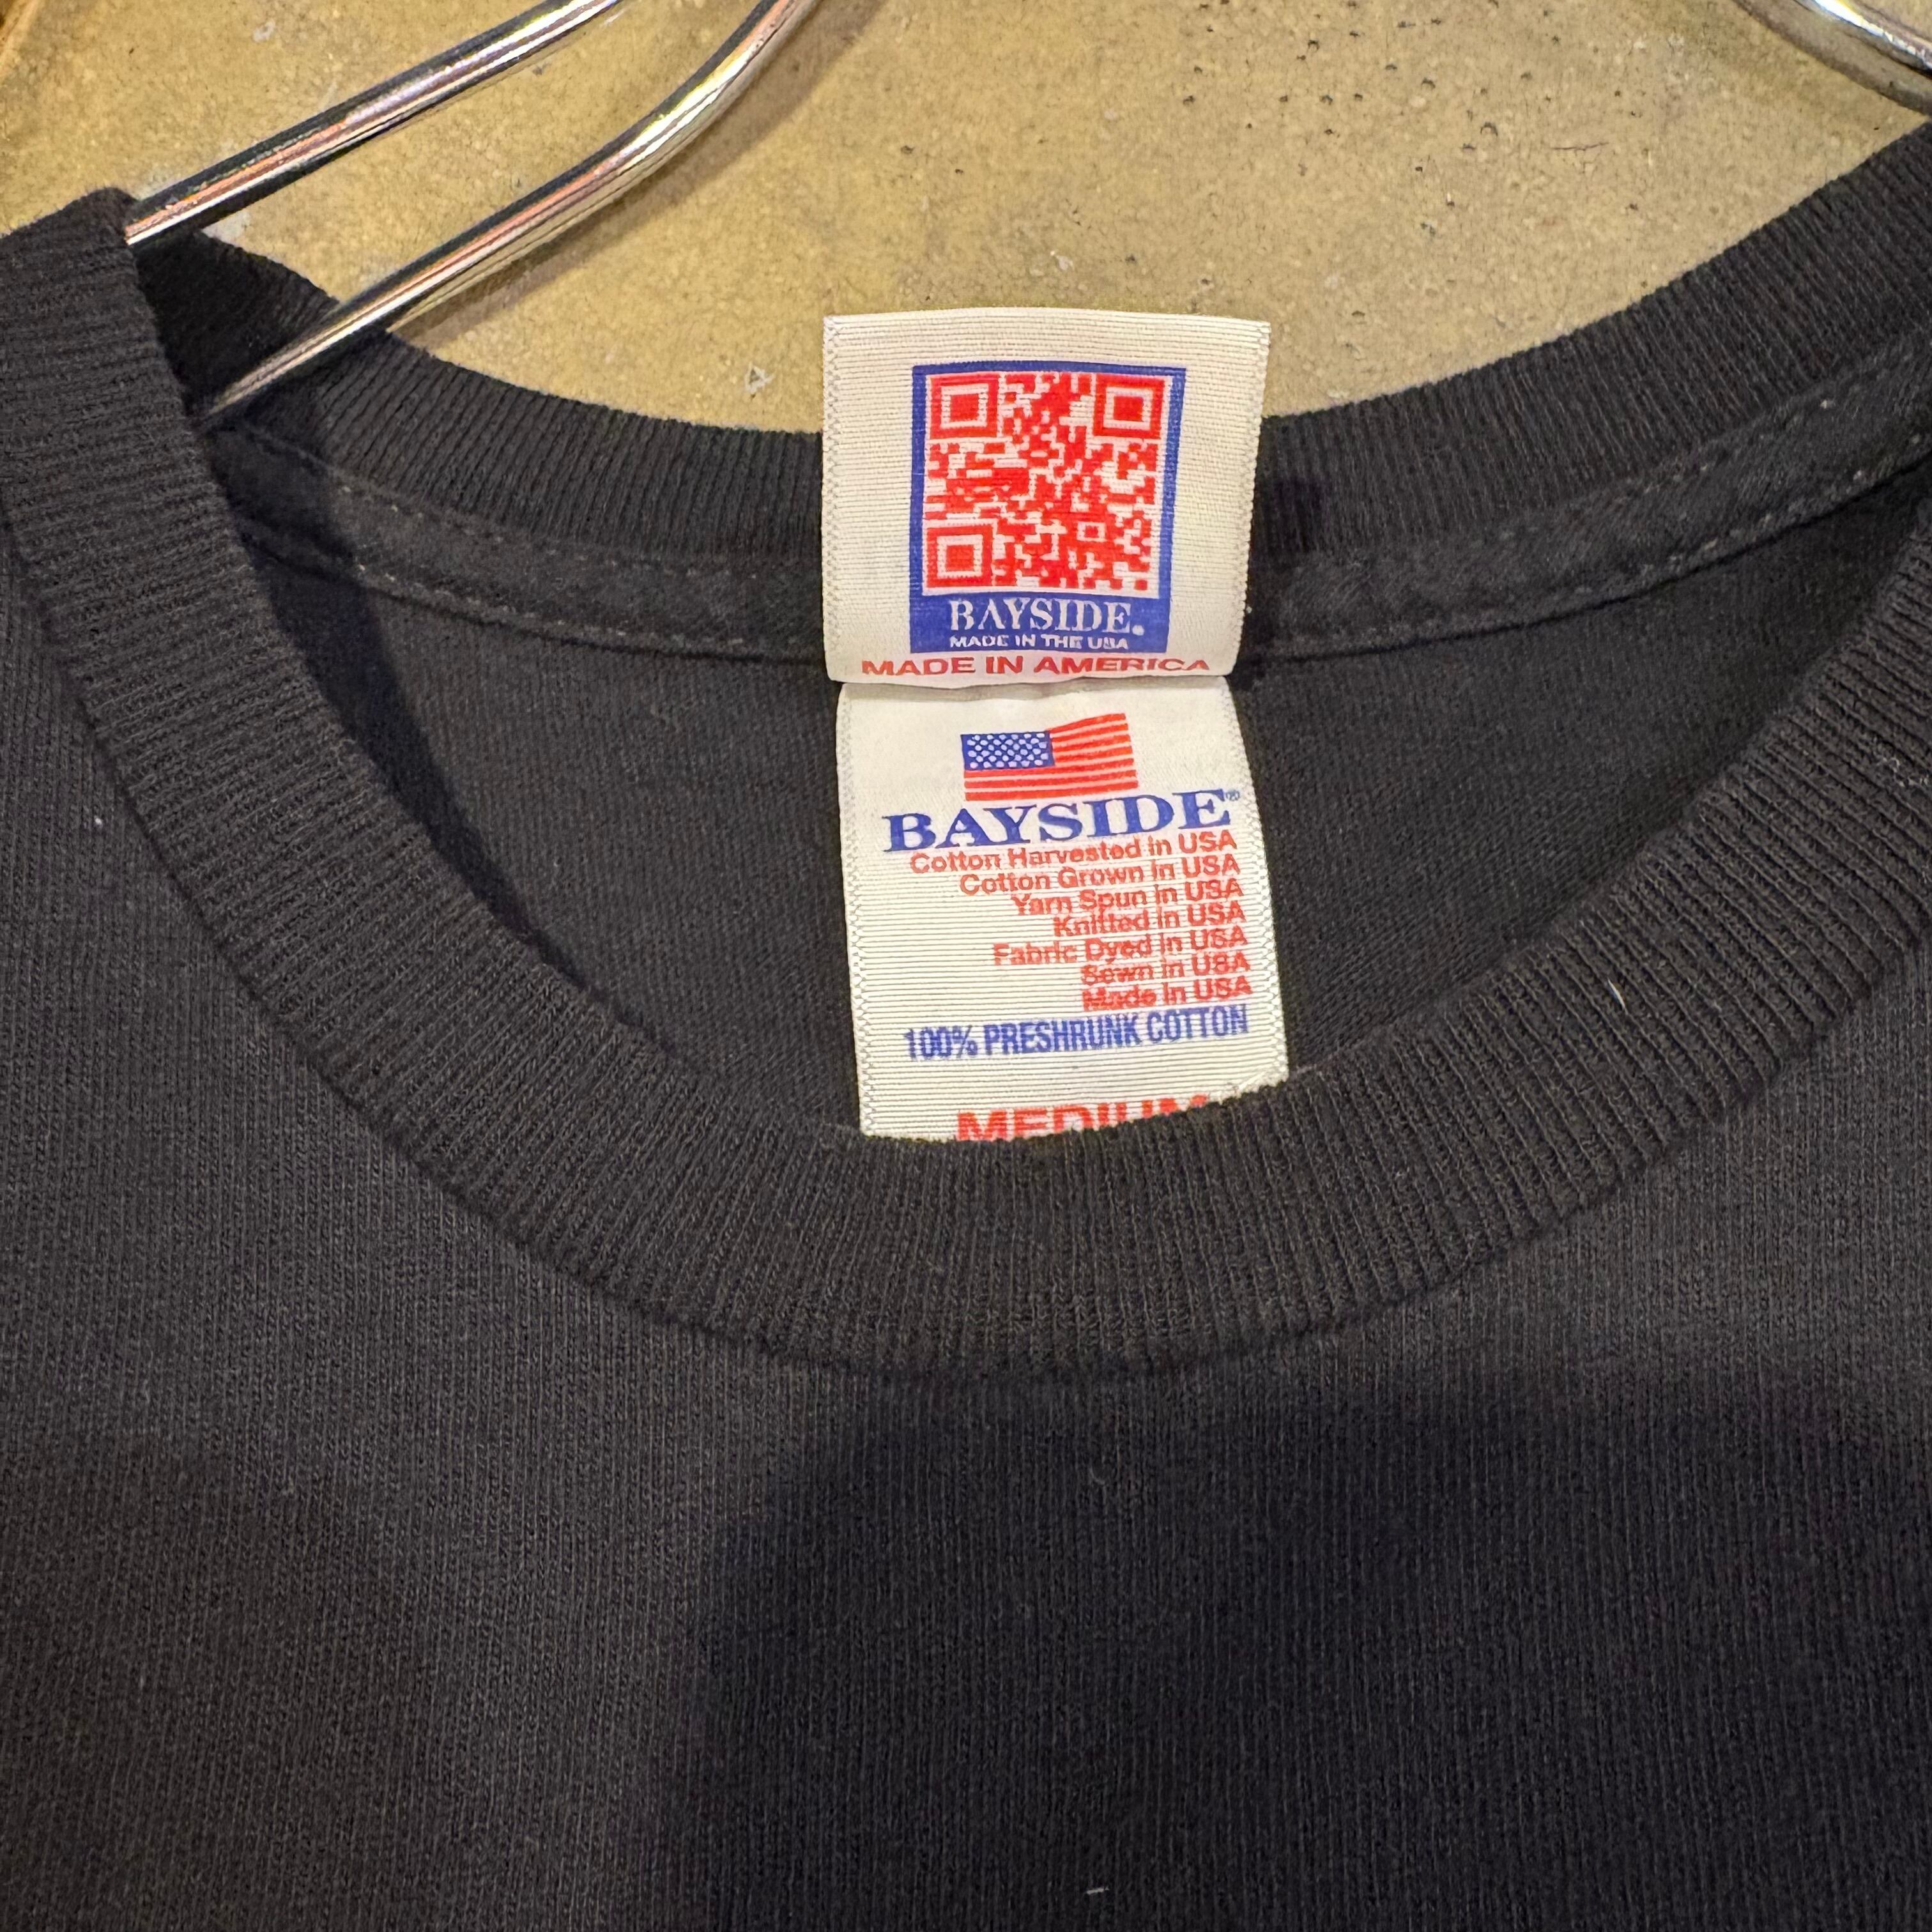 BAYSIDE.
MADE IN THE USA
MADE IN AMERICA
BAYSIDE®
Cotton Harvested in USA
Cotton Grown in USA
Yarn Spun in USA
Knitted in USA
Fabric Dyed in USA
Sewn in USA
Made in USA
100% PRESHRUNK COTTON
MEDIUM